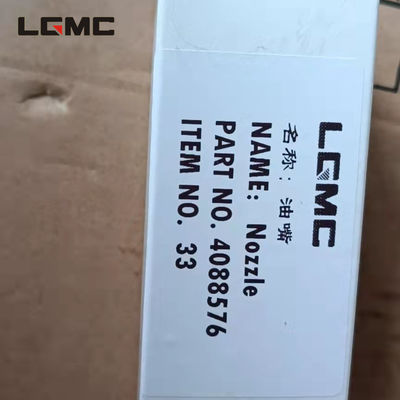 LGMC
LGMC
名称：油嘴
NAME: Nozzle
PART NO. 4088576
ITEM NO. 33